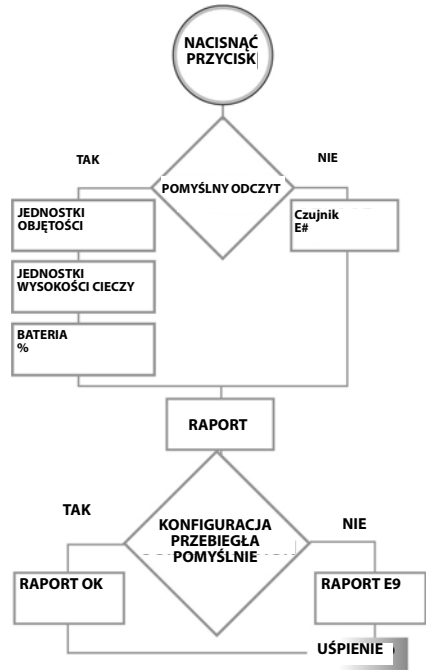 NACISNĄĆ
PRZYCISK
POMYŚLNY ODCZYT
TAK
NIE
JEDNOSTKI
OBJĘTOŚCI
Czujnik
E#
JEDNOSTKI
WYSOKOŚCI CIECZY
BATERIA
%
RAPORT
KONFIGURACJA
PRZEBIEGŁA
POMYŚLNIE
TAK
NIE
RAPORT OK
RAPORT E9
UŚPIENIE